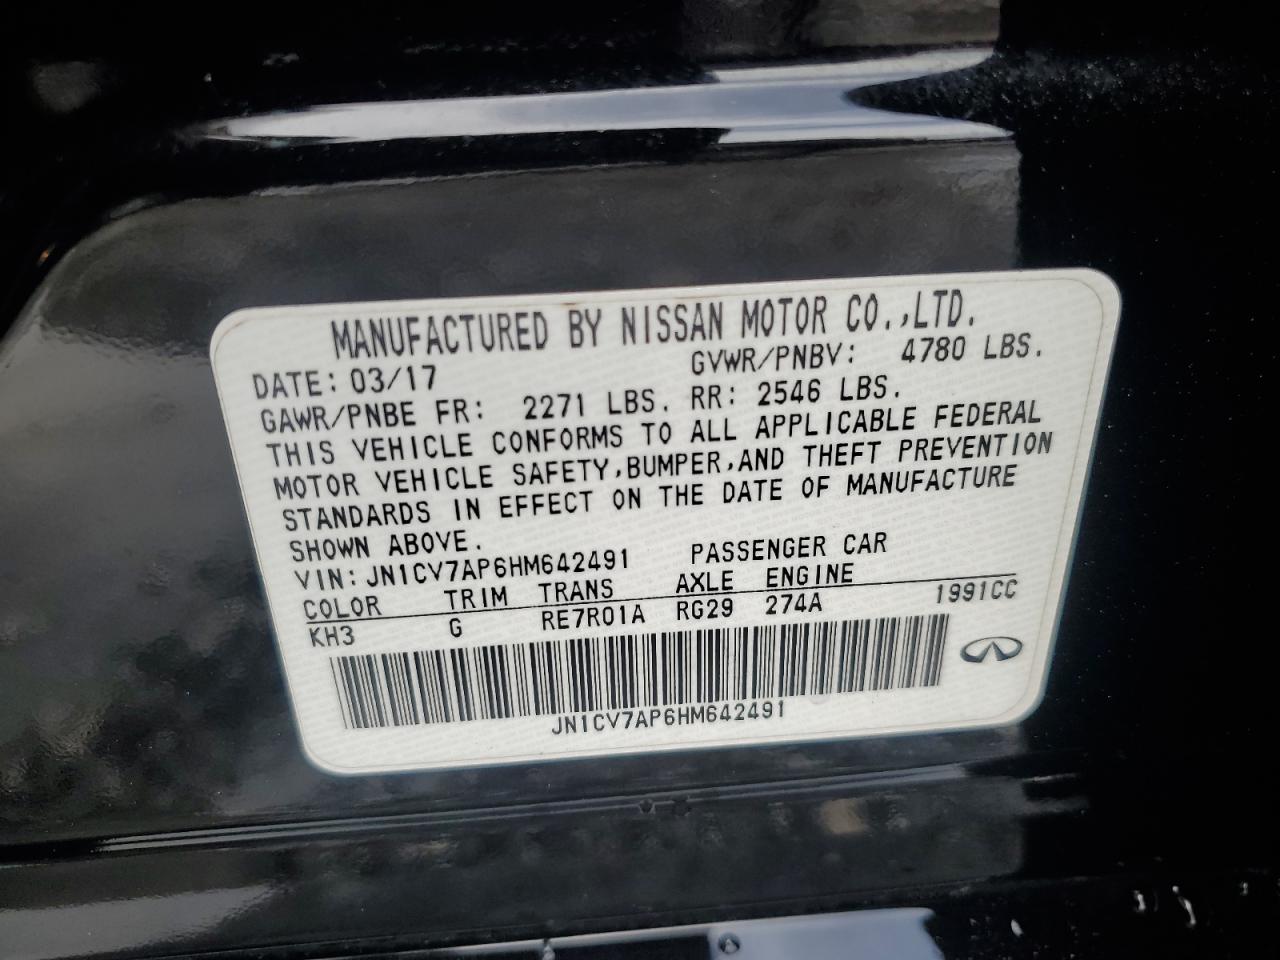 MANUFACTURED BY NISSAN MOTOR CO.,LTD.
DATE: 03/17 GVWR/PNBV: 4780 LBS.
GAWR/PNBE FR: 2271 LBS. RR: 2546 LBS.
THIS VEHICLE CONFORMS TO ALL APPLICABLE FEDERAL
MOTOR VEHICLE SAFETY,BUMPER,AND THEFT PREVENTION
STANDARDS IN EFFECT ON THE DATE OF MANUFACTURE
SHOWN ABOVE.
VIN: JN1CV7AP6HM642491 PASSENGER CAR
COLOR TRIM TRANS AXLE ENGINE
KH3 G RE7R01A RG29 274A 1991CC
JN1CV7AP6HM642491